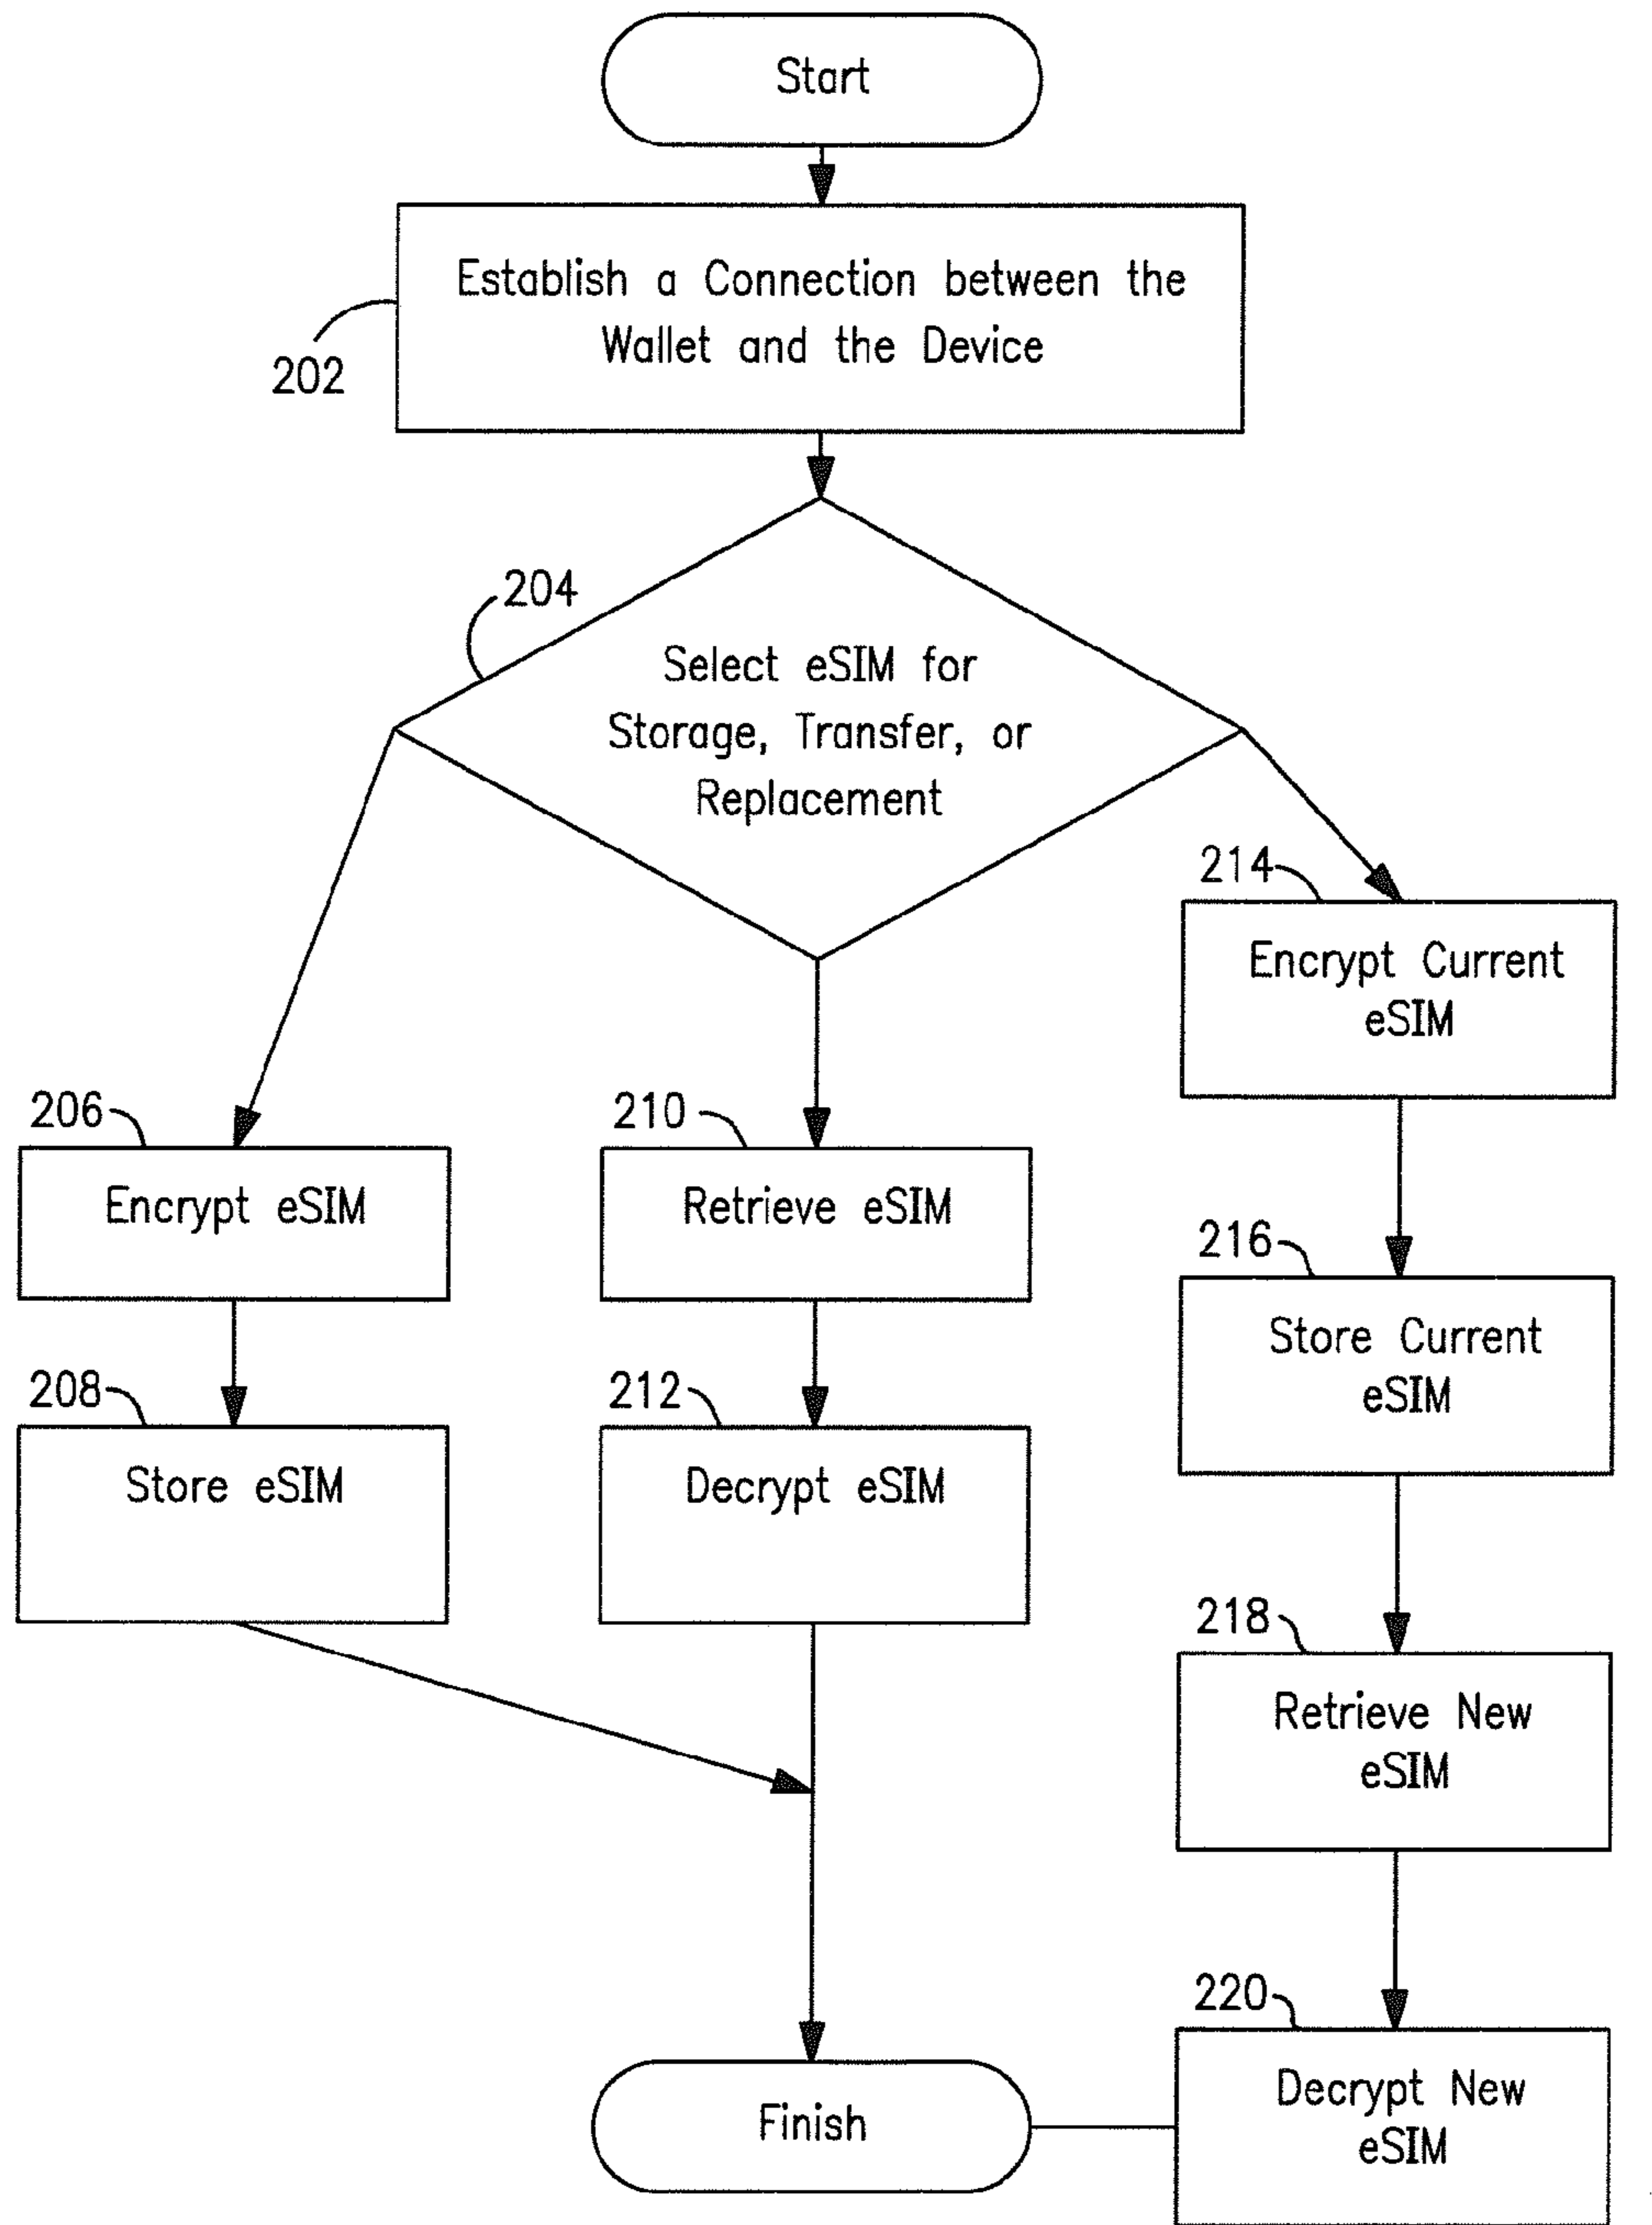 Start
Establish a Connection between the
Wallet and the Device
202
204
Select eSIM for
Storage, Transfer, or
Replacement
206
Encrypt eSIM
208
Store eSIM
210
Retrieve eSIM
212
Decrypt eSIM
214
Encrypt Current
eSIM
216
Store Current
eSIM
218
Retrieve New
eSIM
220
Decrypt New
eSIM
Finish